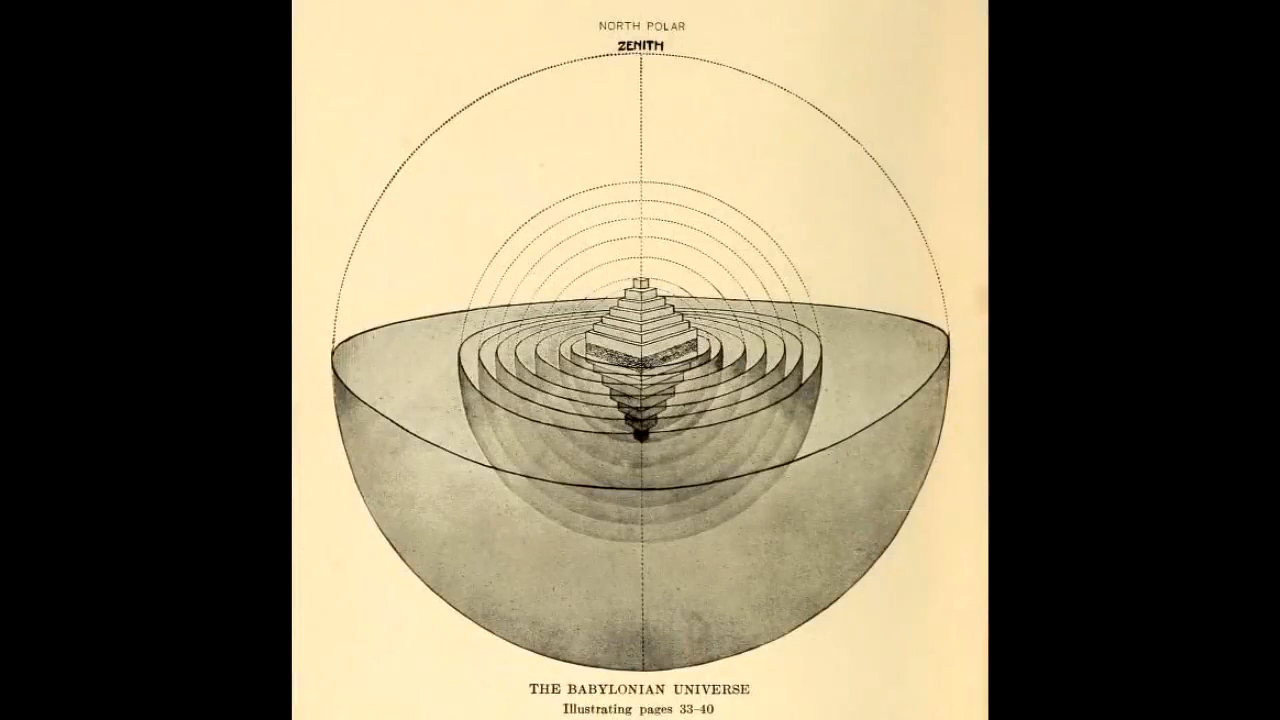 NORTH POLAR
ZENITH
THE BABYLONIAN UNIVERSE
Illustrating pages 33–40